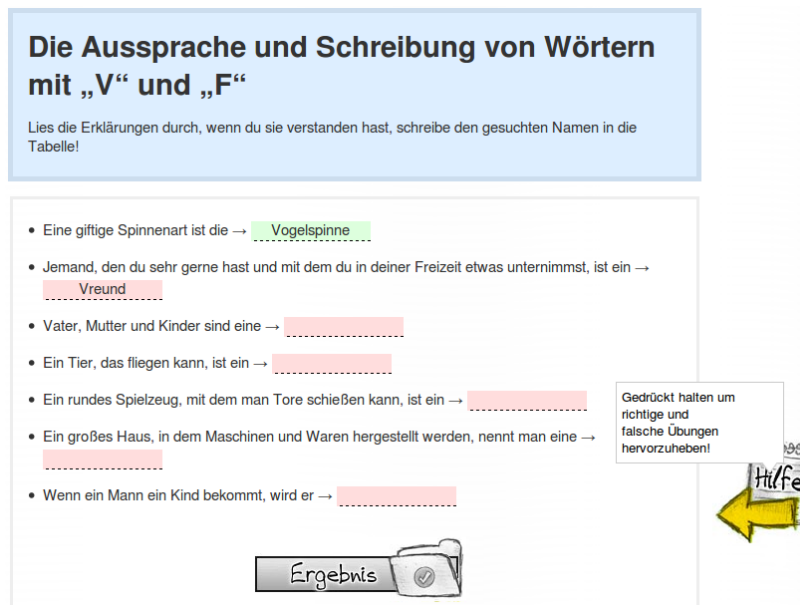 Die Aussprache und Schreibung von Wörtern
mit „V“ und „F“
Lies die Erklärungen durch, wenn du sie verstanden hast, schreibe den gesuchten Namen in die
Tabelle!
• Eine giftige Spinnenart ist die → Vogelspinne
• Jemand, den du sehr gerne hast und mit dem du in deiner Freizeit etwas unternimmst, ist ein →
Vreund
• Vater, Mutter und Kinder sind eine →
• Ein Tier, das fliegen kann, ist ein →
• Ein rundes Spielzeug, mit dem man Tore schießen kann, ist ein →
• Ein großes Haus, in dem Maschinen und Waren hergestellt werden, nennt man eine →
• Wenn ein Mann ein Kind bekommt, wird er →
Gedrückt halten um
richtige und
falsche Übungen
hervorzuheben!
Hilfe
Ergebnis